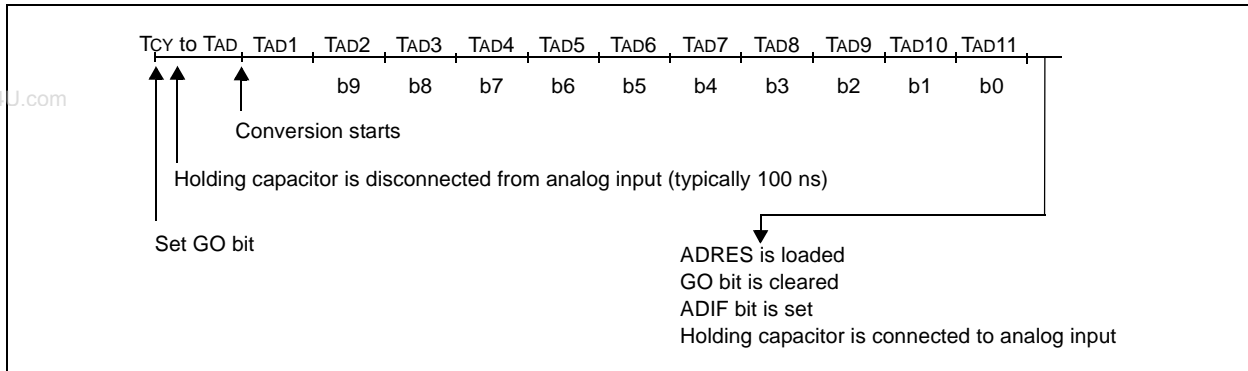 TCY to TAD TAD1 TAD2 TAD3 TAD4 TAD5 TAD6 TAD7 TAD8 TAD9 TAD10 TAD11
b9 b8 b7 b6 b5 b4 b3 b2 b1 b0
4U.com
Conversion starts
Holding capacitor is disconnected from analog input (typically 100 ns)
Set GO bit
ADRES is loaded
GO bit is cleared
ADIF bit is set
Holding capacitor is connected to analog input